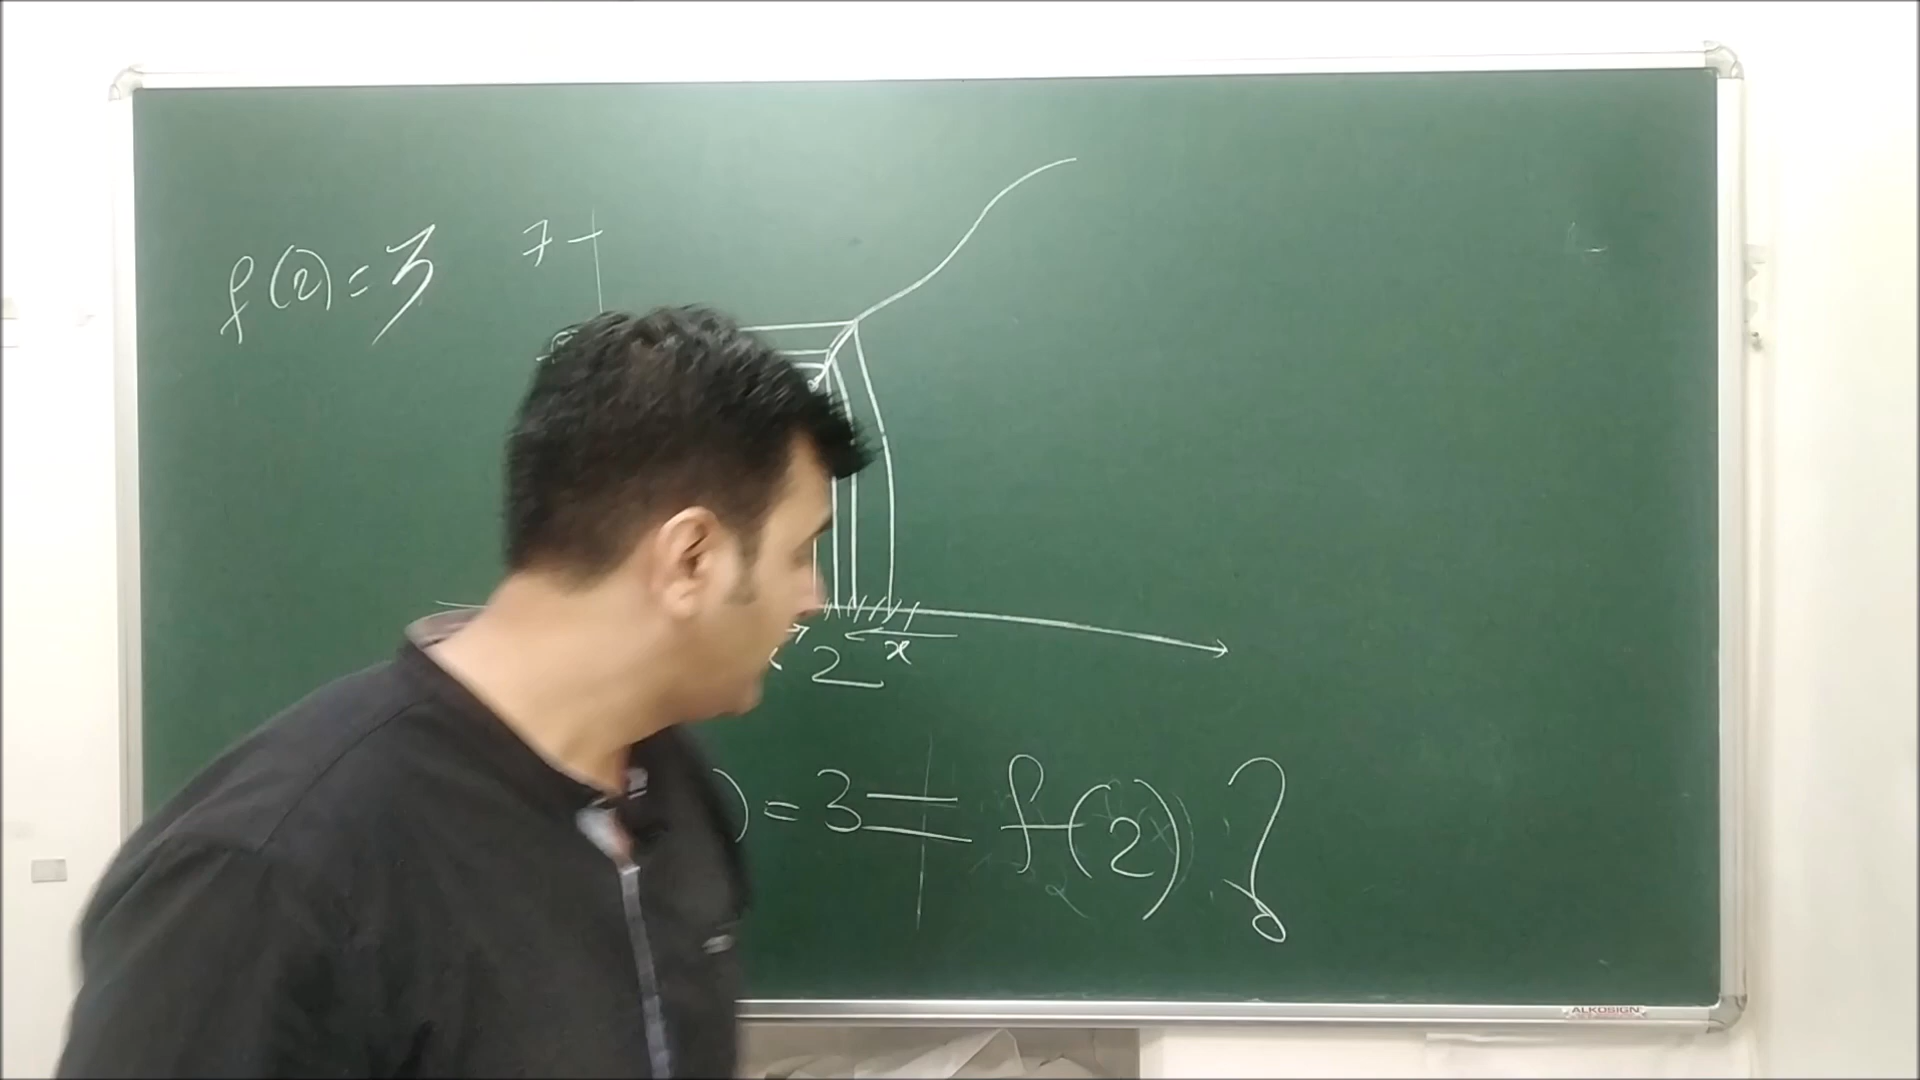 f(2)=3
7
2
x
) = 3 = f(2) ?
ALKOSIGN